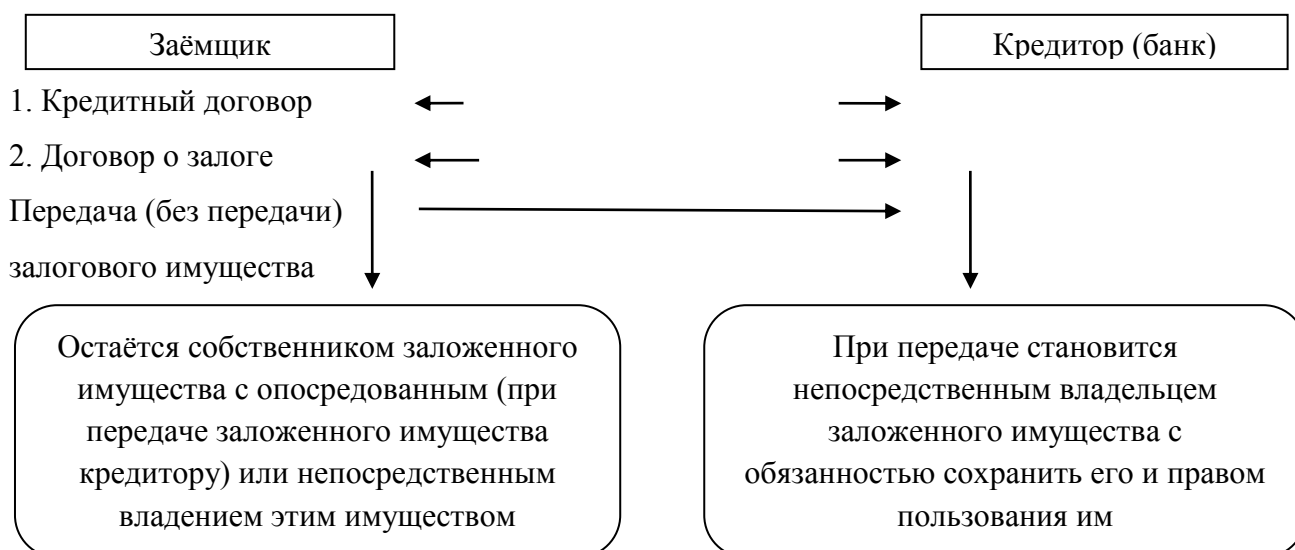 Заёмщик
Кредитор (банк)
1. Кредитный договор
2. Договор о залоге
Передача (без передачи)
залогового имущества
Остаётся собственником заложенного
имущества с опосредованным (при
передаче заложенного имущества
кредитору) или непосредственным
владением этим имуществом
При передаче становится
непосредственным владельцем
заложенного имущества с
обязанностью сохранить его и правом
пользования им